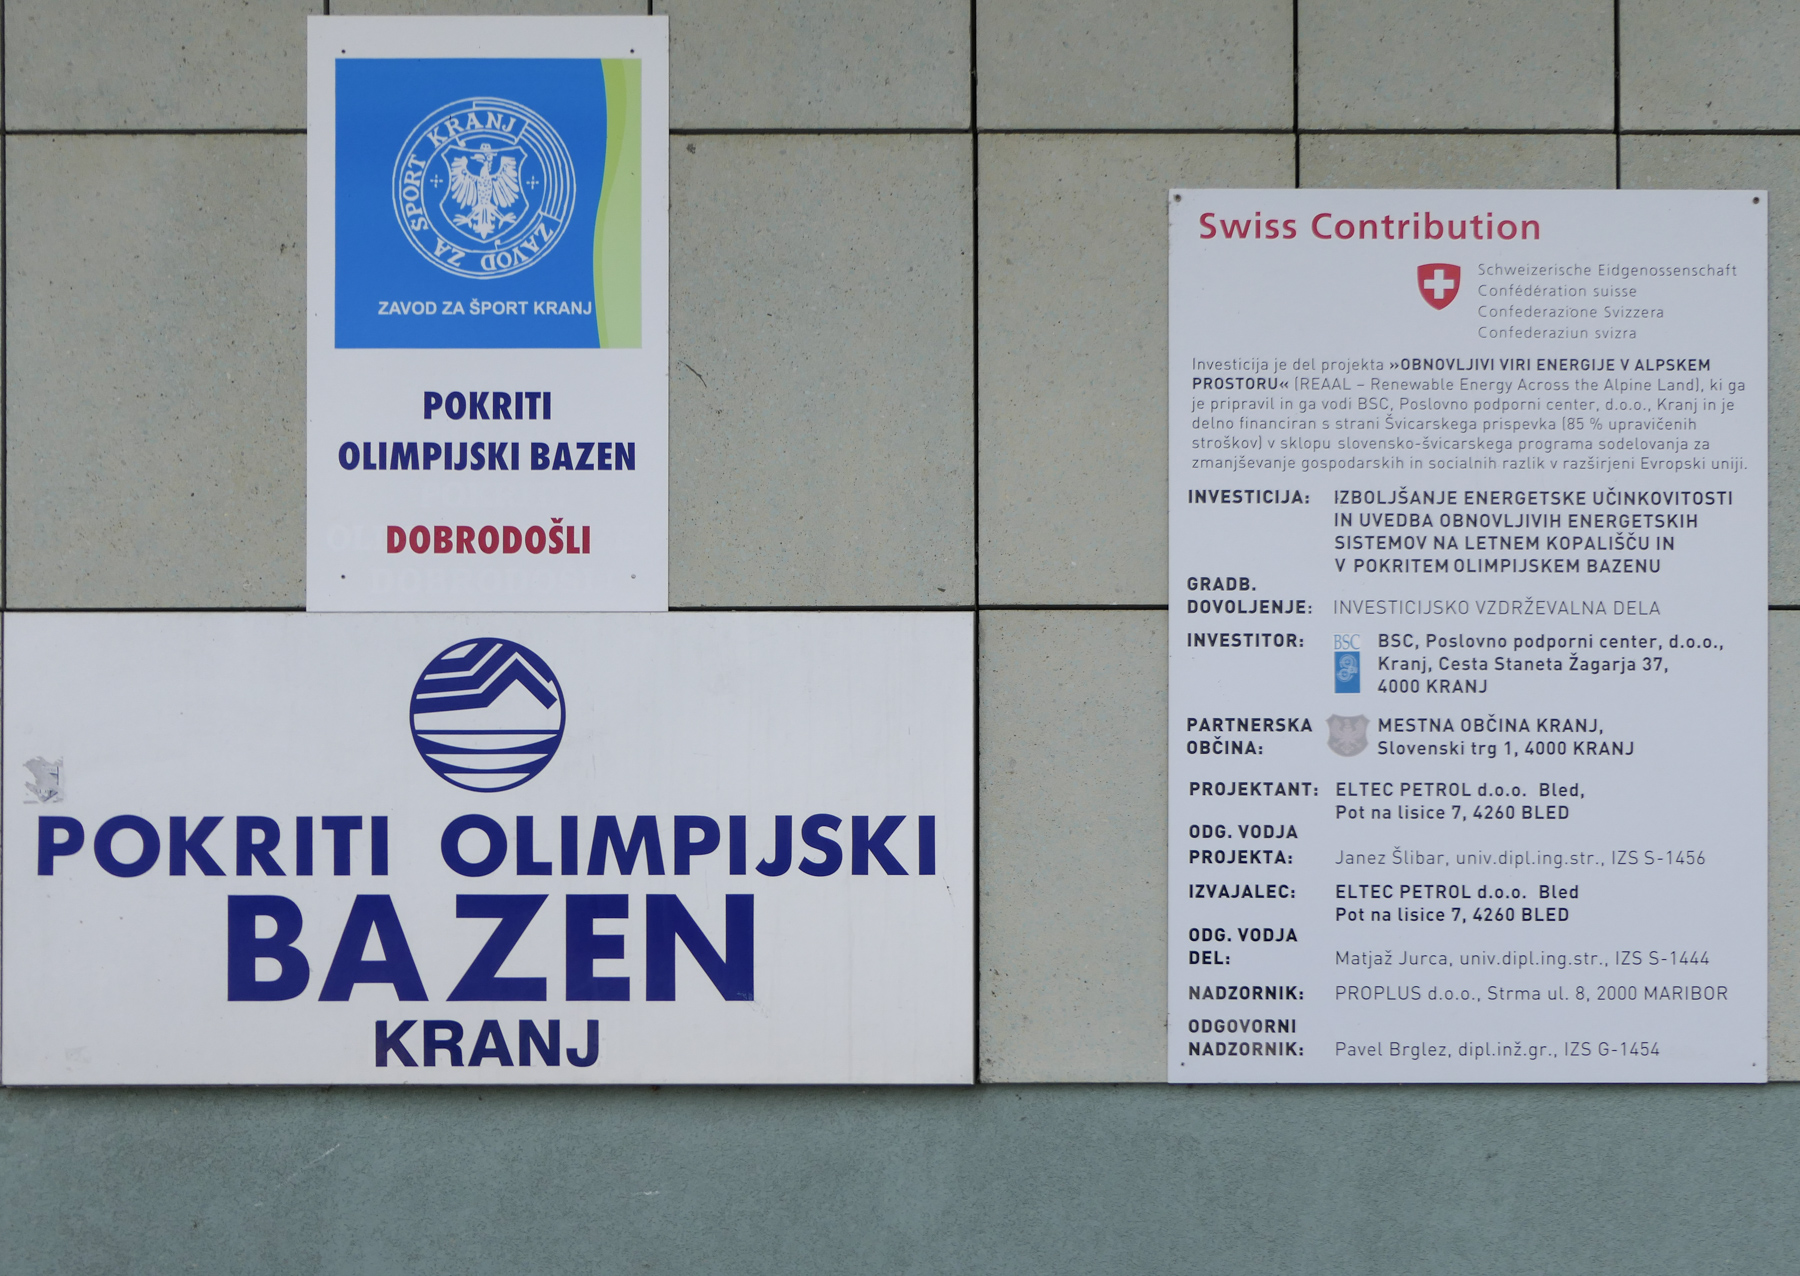 ZAVOD ZA ŠPORT KRANJ
ZAVOD ZA ŠPORT KRANJ
POKRITI
OLIMPIJSKI BAZEN
DOBRODOŠLI
POKRITI OLIMPIJSKI
BAZEN
KRANJ
Swiss Contribution
Schweizerische Eidgenossenschaft
Confédération suisse
Confederazione Svizzera
Confederaziun svizra
Investicija je del projekta »OBNOVLJIVI VIRI ENERGIJE V ALPSKEM
PROSTORU« (REAAL – Renewable Energy Across the Alpine Land), ki ga
je pripravil in ga vodi BSC, Poslovno podporni center, d.o.o., Kranj in je
delno financiran s strani Švicarskega prispevka (85 % upravičenih
stroškov) v sklopu slovensko-švicarskega programa sodelovanja za
zmanjševanje gospodarskih in socialnih razlik v razširjeni Evropski uniji.
INVESTICIJA: IZBOLJŠANJE ENERGETSKE UČINKOVITOSTI
IN UVEDBA OBNOVLJIVIH ENERGETSKIH
SISTEMOV NA LETNEM KOPALIŠČU IN
V POKRITEM OLIMPIJSKEM BAZENU
GRADB.
DOVOLJENJE: INVESTICIJSKO VZDRŽEVALNA DELA
INVESTITOR: BSC BSC, Poslovno podporni center, d.o.o.,
Kranj, Cesta Staneta Žagarja 37,
4000 KRANJ
PARTNERSKA MESTNA OBČINA KRANJ,
OBČINA: Slovenski trg 1, 4000 KRANJ
PROJEKTANT: ELTEC PETROL d.o.o. Bled,
Pot na lisice 7, 4260 BLED
ODG. VODJA
PROJEKTA: Janez Šlibar, univ.dipl.ing.str., IZS S-1456
IZVAJALEC: ELTEC PETROL d.o.o. Bled
Pot na lisice 7, 4260 BLED
ODG. VODJA
DEL: Matjaž Jurca, univ.dipl.ing.str., IZS S-1444
NADZORNIK: PROPLUS d.o.o., Strma ul. 8, 2000 MARIBOR
ODGOVORNI
NADZORNIK: Pavel Brglez, dipl.inž.gr., IZS G-1454